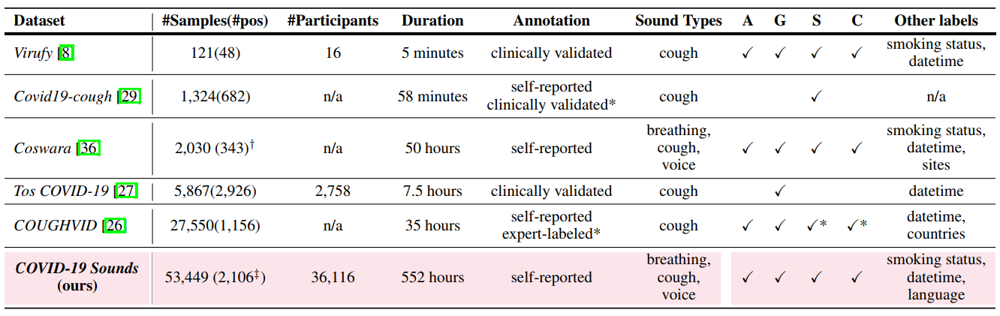 Dataset #Samples(#pos) #Participants Duration Annotation Sound Types A G S C Other labels
Virufy [8] 121(48) 16 5 minutes clinically validated cough ✓ ✓ ✓ ✓ smoking status, datetime
Covid19-cough [29] 1,324(682) n/a 58 minutes self-reported clinically validated* cough ✓ n/a
Coswara [36] 2,030 (343)† n/a 50 hours self-reported breathing, cough, voice ✓ ✓ ✓ ✓ smoking status, datetime, sites
Tos COVID-19 [27] 5,867(2,926) 2,758 7.5 hours clinically validated cough ✓ datetime
COUGHVID [26] 27,550(1,156) n/a 35 hours self-reported expert-labeled* cough ✓ ✓ ✓* ✓* datetime, countries
COVID-19 Sounds (ours) 53,449 (2,106‡) 36,116 552 hours self-reported breathing, cough, voice ✓ ✓ ✓ ✓ smoking status, datetime, language